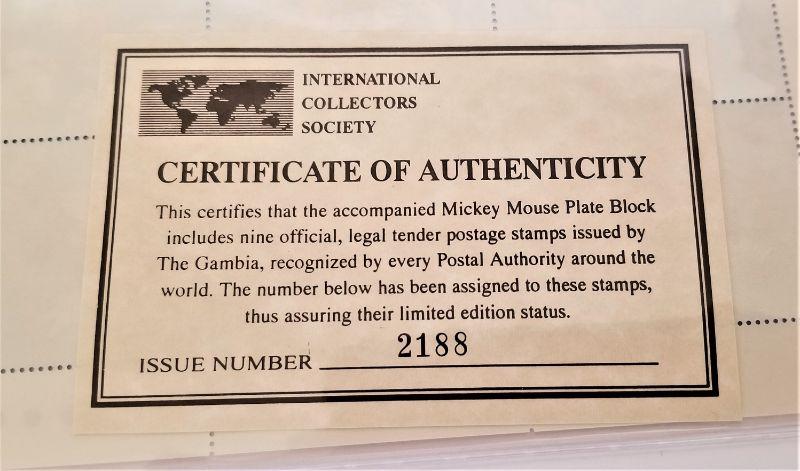 INTERNATIONAL
COLLECTORS
SOCIETY
CERTIFICATE OF AUTHENTICITY
This certifies that the accompanied Mickey Mouse Plate Block
includes nine official, legal tender postage stamps issued by
The Gambia, recognized by every Postal Authority around the
world. The number below has been assigned to these stamps,
thus assuring their limited edition status.
ISSUE NUMBER 2188